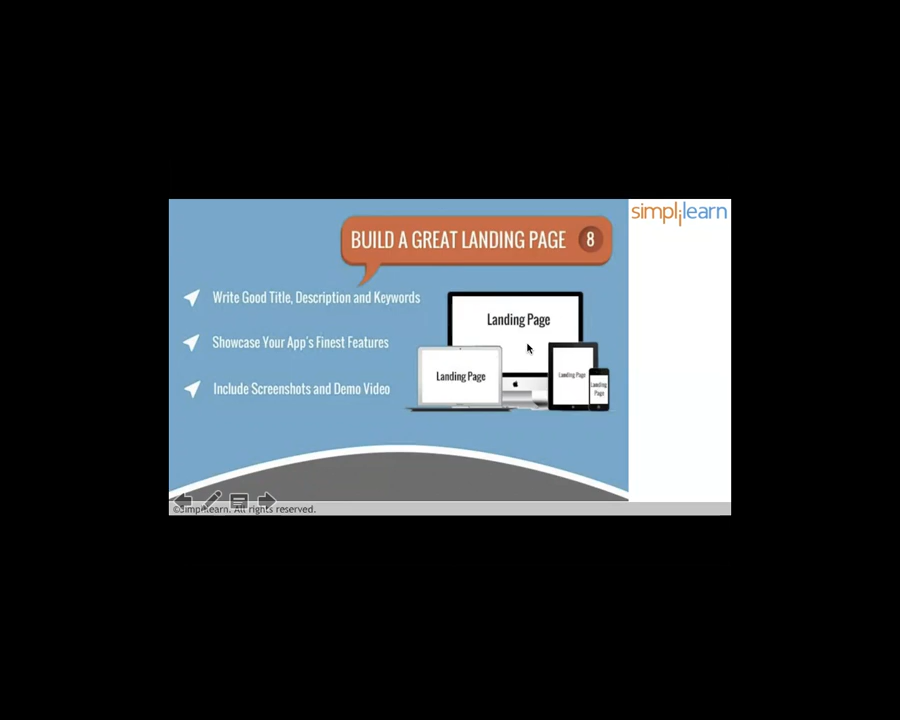 simplilearn
BUILD A GREAT LANDING PAGE 8
Write Good Title, Description and Keywords
Showcase Your App's Finest Features
Include Screenshots and Demo Video
Landing Page
Landing Page
Landing Page
Landing
Page
©Simplilearn. All rights reserved.